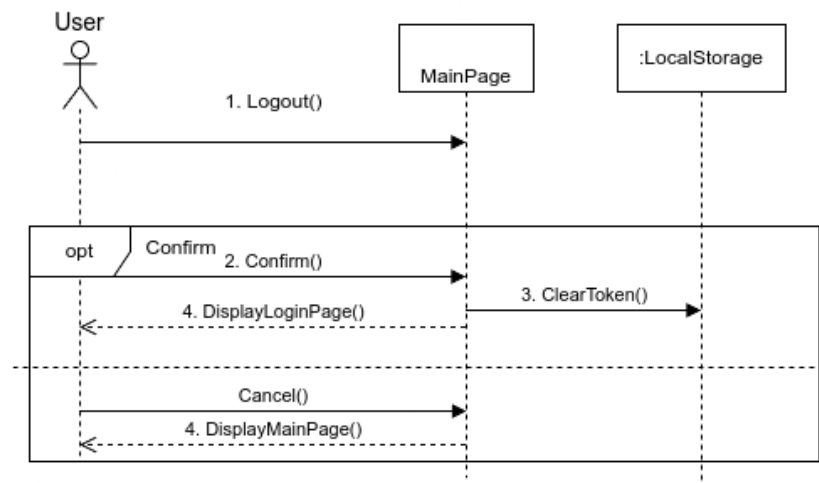 User
MainPage
:LocalStorage
1. Logout()
opt
Confirm
2. Confirm()
3. ClearToken()
4. DisplayLoginPage()
Cancel()
4. DisplayMainPage()